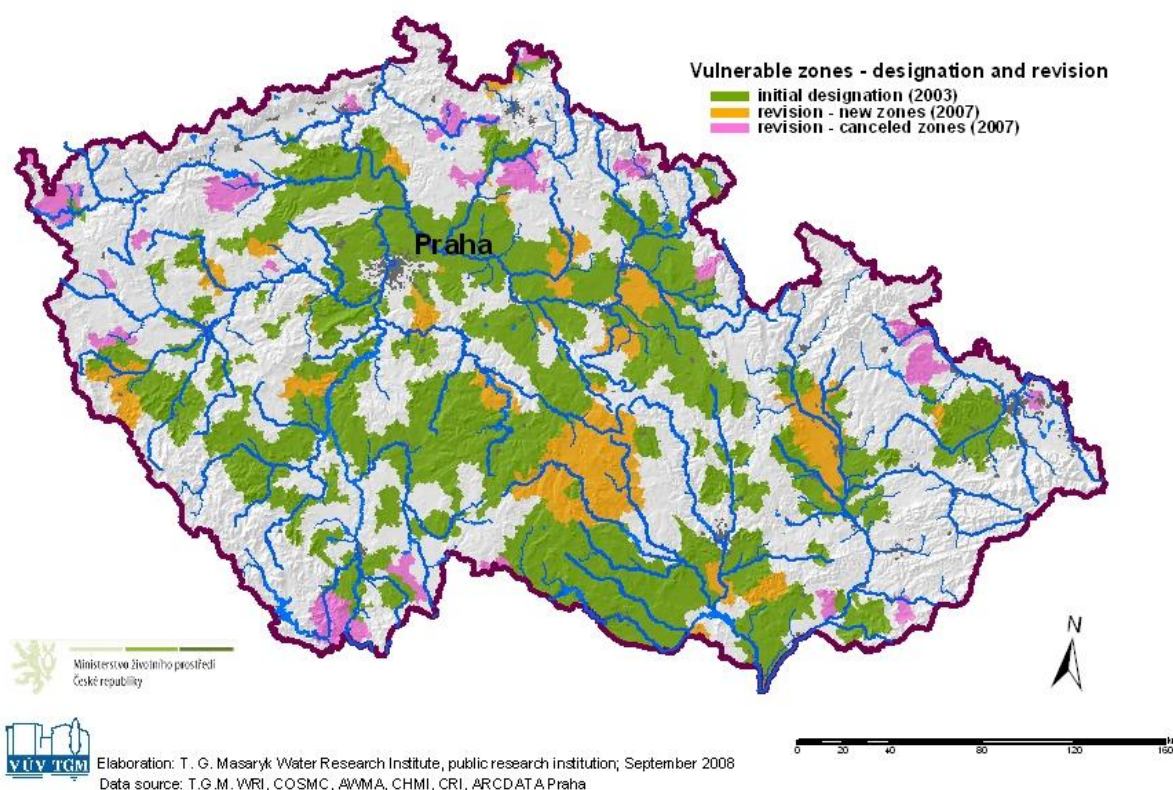 Vulnerable zones - designation and revision
initial designation (2003)
revision - new zones (2007)
revision - canceled zones (2007)
Praha
N
Ministerstvo životního prostředí
České republiky
0 20 40 80 120 160
VÚV TGM
Elaboration: T. G. Masaryk Water Research Institute, public research institution; September 2008
Data source: T.G.M. WRI, COSMC, AWMA, CHMI, CRI, ARCDATA Praha